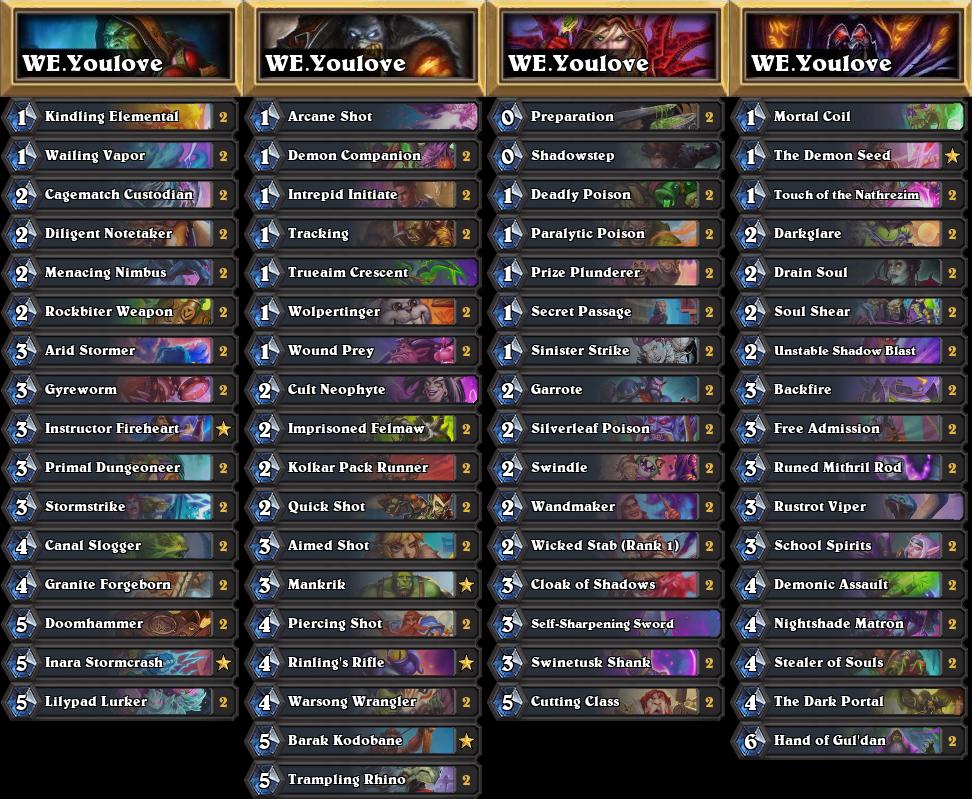 WE.Youlove
1 Kindling Elemental 2
1 Wailing Vapor 2
2 Cagematch Custodian 2
2 Diligent Notetaker 2
2 Menacing Nimbus 2
2 Rockbiter Weapon 2
3 Arid Stormer 2
3 Gyreworm 2
3 Instructor Fireheart
3 Primal Dungeoneer 2
3 Stormstrike 2
4 Canal Slogger 2
4 Granite Forgeborn 2
5 Doomhammer 2
5 Inara Stormcrash
5 Lilypad Lurker 2
WE.Youlove
1 Arcane Shot
1 Demon Companion 2
1 Intrepid Initiate 2
1 Tracking 2
1 Trueaim Crescent
1 Wolpertinger 2
1 Wound Prey 2
2 Cult Neophyte
2 Imprisoned Felmaw 2
2 Kolkar Pack Runner 2
2 Quick Shot 2
3 Aimed Shot 2
3 Mankrik
4 Piercing Shot 2
4 Rinling's Rifle
4 Warsong Wrangler 2
5 Barak Kodobane
5 Trampling Rhino 2
WE.Youlove
0 Preparation 2
0 Shadowstep
1 Deadly Poison 2
1 Paralytic Poison 2
1 Prize Plunderer 2
1 Secret Passage 2
1 Sinister Strike 2
2 Garrote 2
2 Silverleaf Poison 2
2 Swindle 2
2 Wandmaker 2
2 Wicked Stab (Rank 1) 2
3 Cloak of Shadows 2
3 Self-Sharpening Sword
3 Swinetusk Shank 2
5 Cutting Class 2
WE.Youlove
1 Mortal Coil
1 The Demon Seed
1 Touch of the Nathrezim 2
2 Darkglare 2
2 Drain Soul 2
2 Soul Shear 2
2 Unstable Shadow Blast 2
3 Backfire 2
3 Free Admission 2
3 Runed Mithril Rod 2
3 Rustrot Viper
3 School Spirits 2
4 Demonic Assault 2
4 Nightshade Matron 2
4 Stealer of Souls 2
4 The Dark Portal
6 Hand of Gul'dan 2